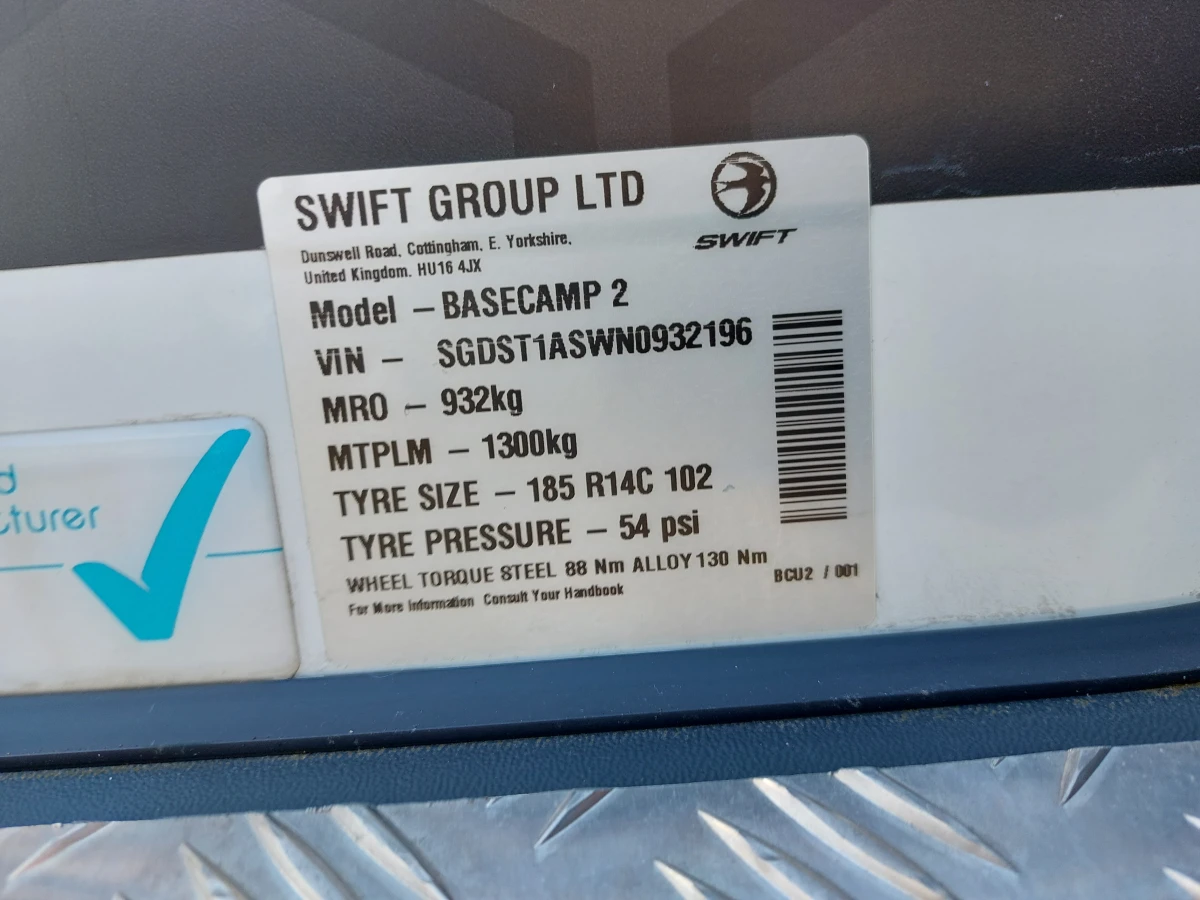 SWIFT GROUP LTD
SWIFT
Dunswell Road, Cottingham, E. Yorkshire,
United Kingdom. HU16 4JX
Model – BASECAMP 2
VIN – SGDST1ASWN0932196
MRO – 932kg
MTPLM – 1300kg
TYRE SIZE – 185 R14C 102
TYRE PRESSURE – 54 psi
WHEEL TORQUE STEEL 88 Nm ALLOY 130 Nm
BCU2 / 001
For More Information Consult Your Handbook